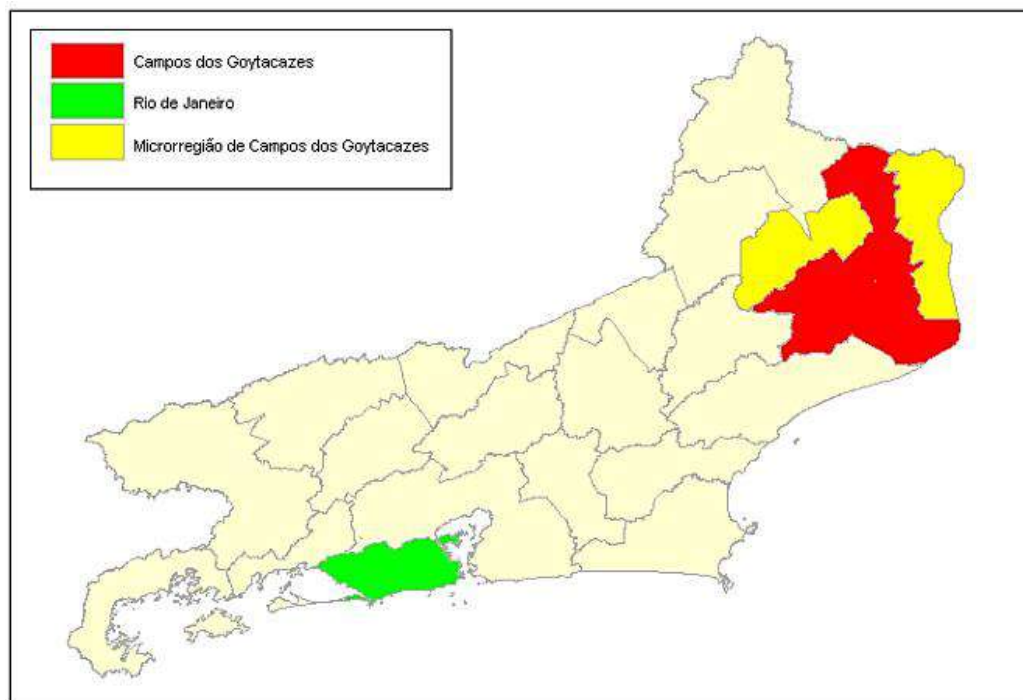 Campos dos Goytacazes
Rio de Janeiro
Microrregião de Campos dos Goytacazes